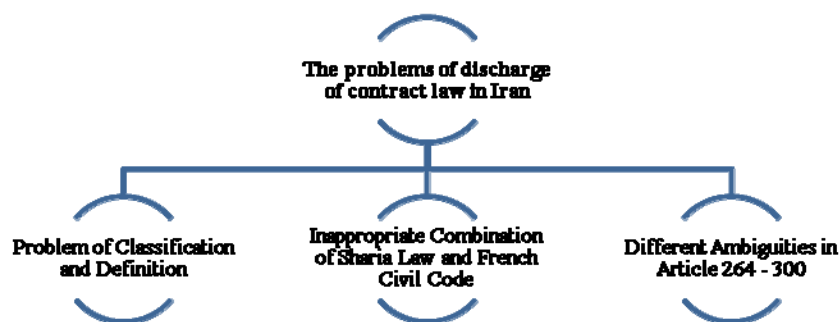 The problems of discharge
of contract law in Iran
Problem of Classification
and Definition
Inappropriate Combination
of Sharia Law and French
Civil Code
Different Ambiguities in
Article 264 - 300